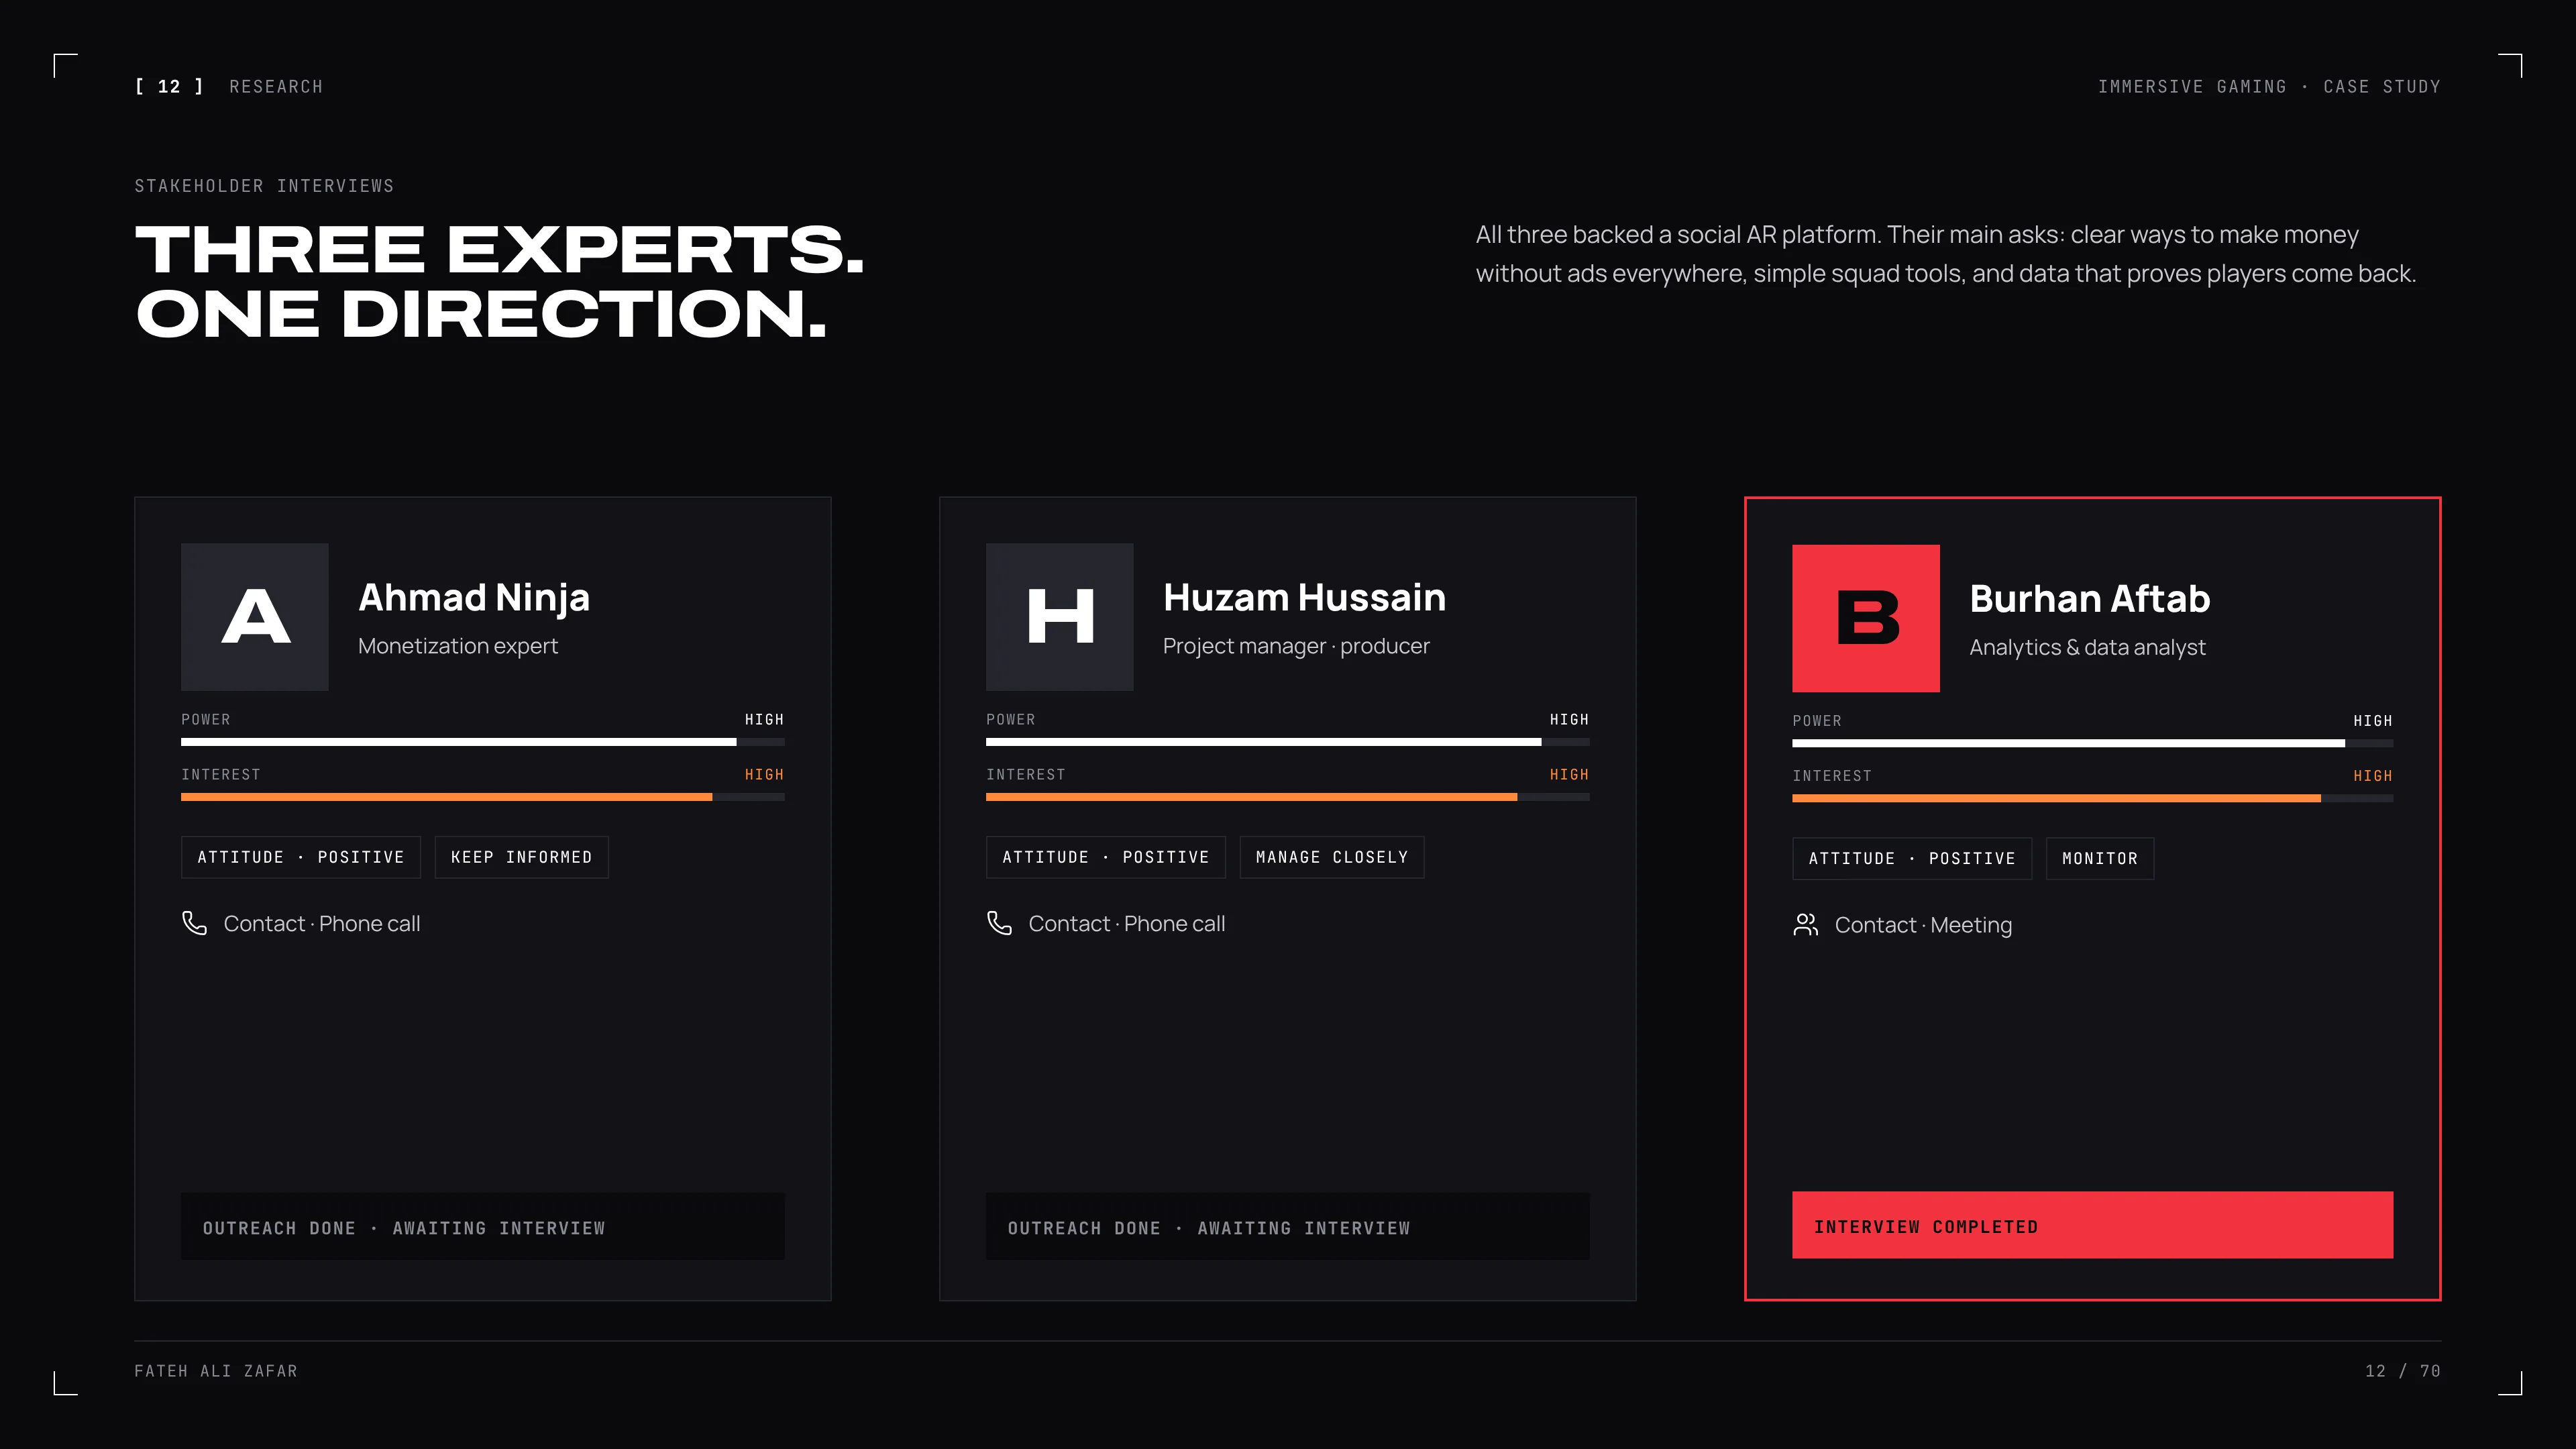 [ 12 ] RESEARCH
IMMERSIVE GAMING · CASE STUDY
STAKEHOLDER INTERVIEWS
THREE EXPERTS.
ONE DIRECTION.
All three backed a social AR platform. Their main asks: clear ways to make money
without ads everywhere, simple squad tools, and data that proves players come back.
A
Ahmad Ninja
Monetization expert
POWER HIGH
INTEREST HIGH
ATTITUDE · POSITIVE KEEP INFORMED
Contact · Phone call
OUTREACH DONE · AWAITING INTERVIEW
H
Huzam Hussain
Project manager · producer
POWER HIGH
INTEREST HIGH
ATTITUDE · POSITIVE MANAGE CLOSELY
Contact · Phone call
OUTREACH DONE · AWAITING INTERVIEW
B
Burhan Aftab
Analytics & data analyst
POWER HIGH
INTEREST HIGH
ATTITUDE · POSITIVE MONITOR
Contact · Meeting
INTERVIEW COMPLETED
FATEH ALI ZAFAR
12 / 70